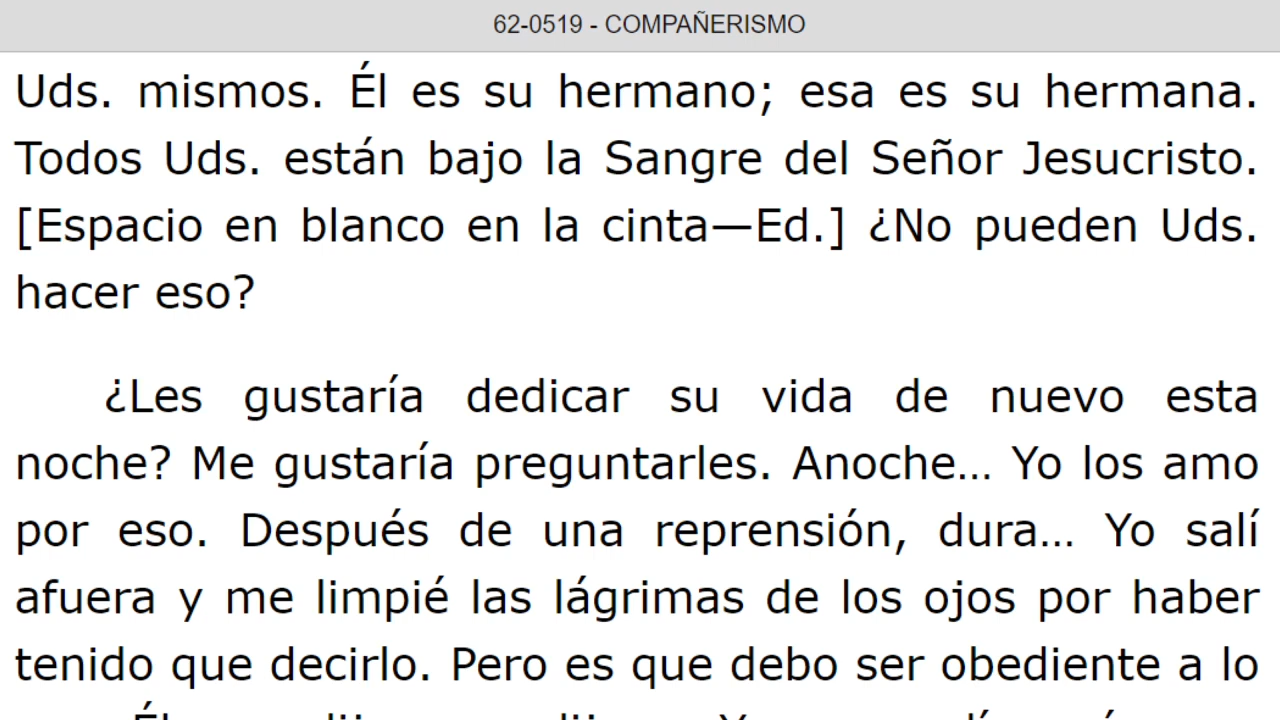 62-0519 - COMPAÑERISMO
Uds. mismos. Él es su hermano; esa es su hermana.
Todos Uds. están bajo la Sangre del Señor Jesucristo.
[Espacio en blanco en la cinta—Ed.] ¿No pueden Uds.
hacer eso?
¿Les gustaría dedicar su vida de nuevo esta
noche? Me gustaría preguntarles. Anoche… Yo los amo
por eso. Después de una reprensión, dura… Yo salí
afuera y me limpié las lágrimas de los ojos por haber
tenido que decirlo. Pero es que debo ser obediente a lo